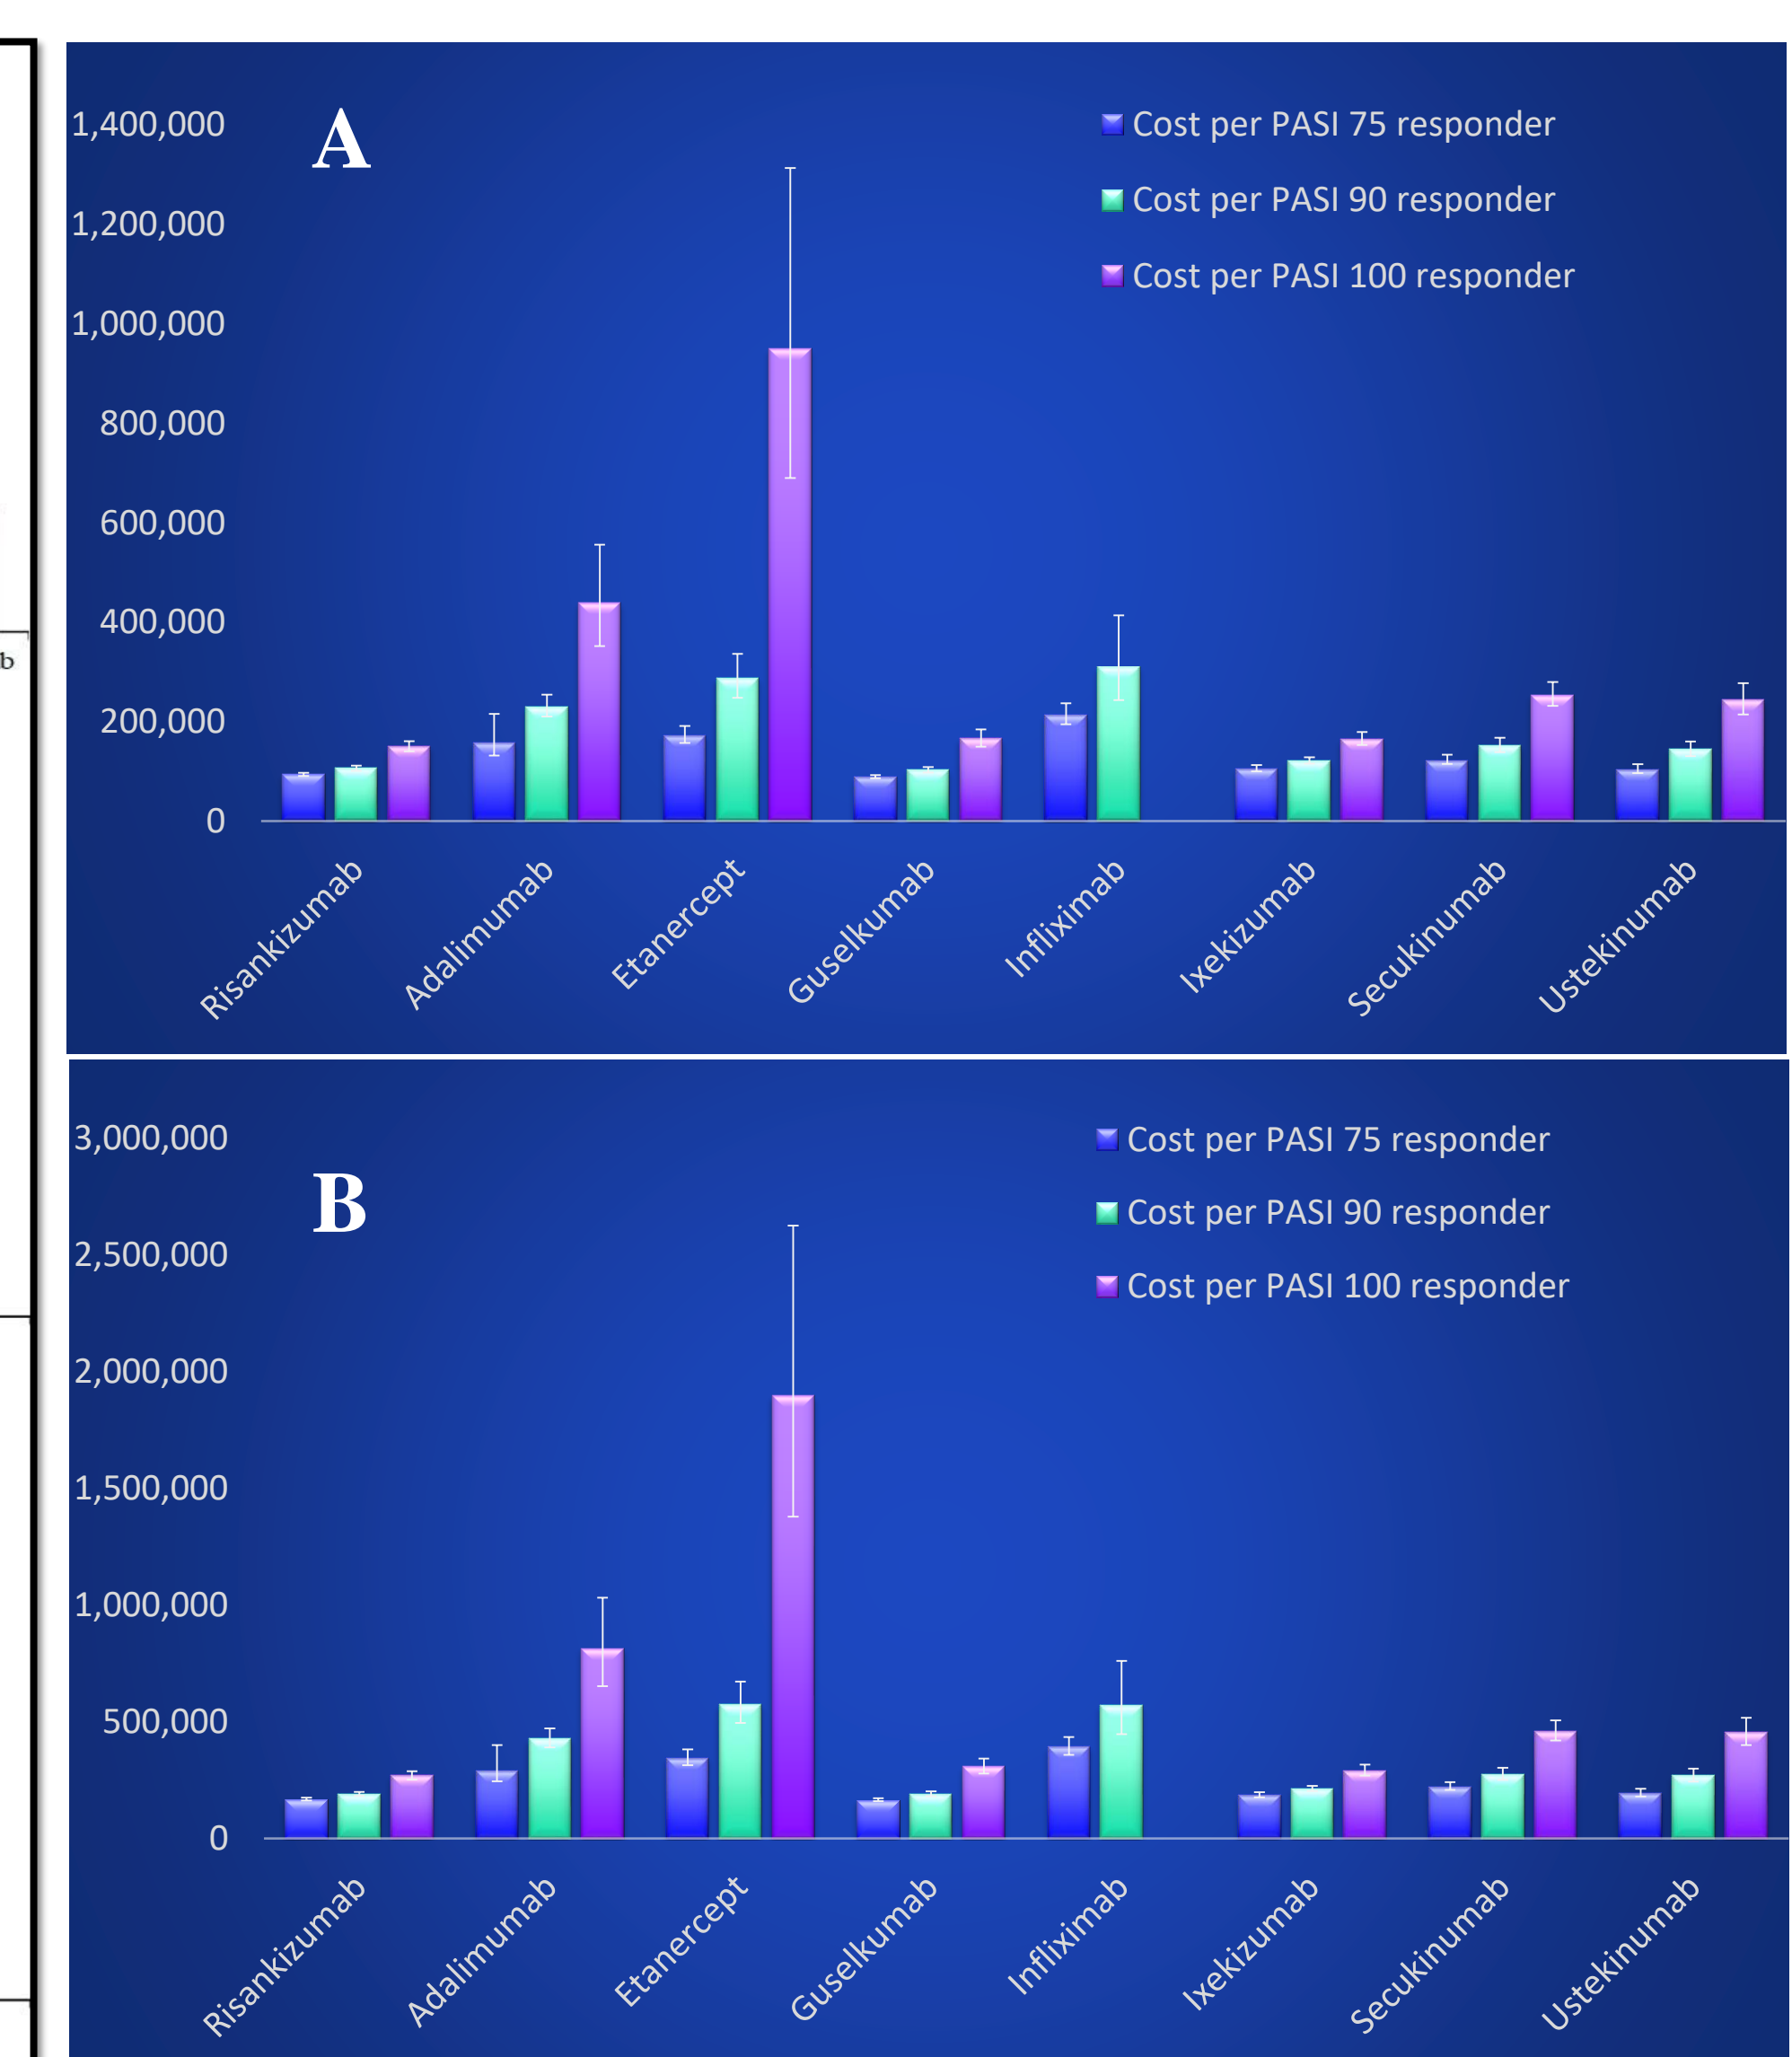 b
A
1,400,000
1,200,000
1,000,000
800,000
600,000
400,000
200,000
0
Cost per PASI 75 responder
Cost per PASI 90 responder
Cost per PASI 100 responder
Risankizumab
Adalimumab
Etanercept
Guselkumab
Infliximab
Ixekizumab
Secukinumab
Ustekinumab
B
3,000,000
2,500,000
2,000,000
1,500,000
1,000,000
500,000
0
Cost per PASI 75 responder
Cost per PASI 90 responder
Cost per PASI 100 responder
Risankizumab
Adalimumab
Etanercept
Guselkumab
Infliximab
Ixekizumab
Secukinumab
Ustekinumab